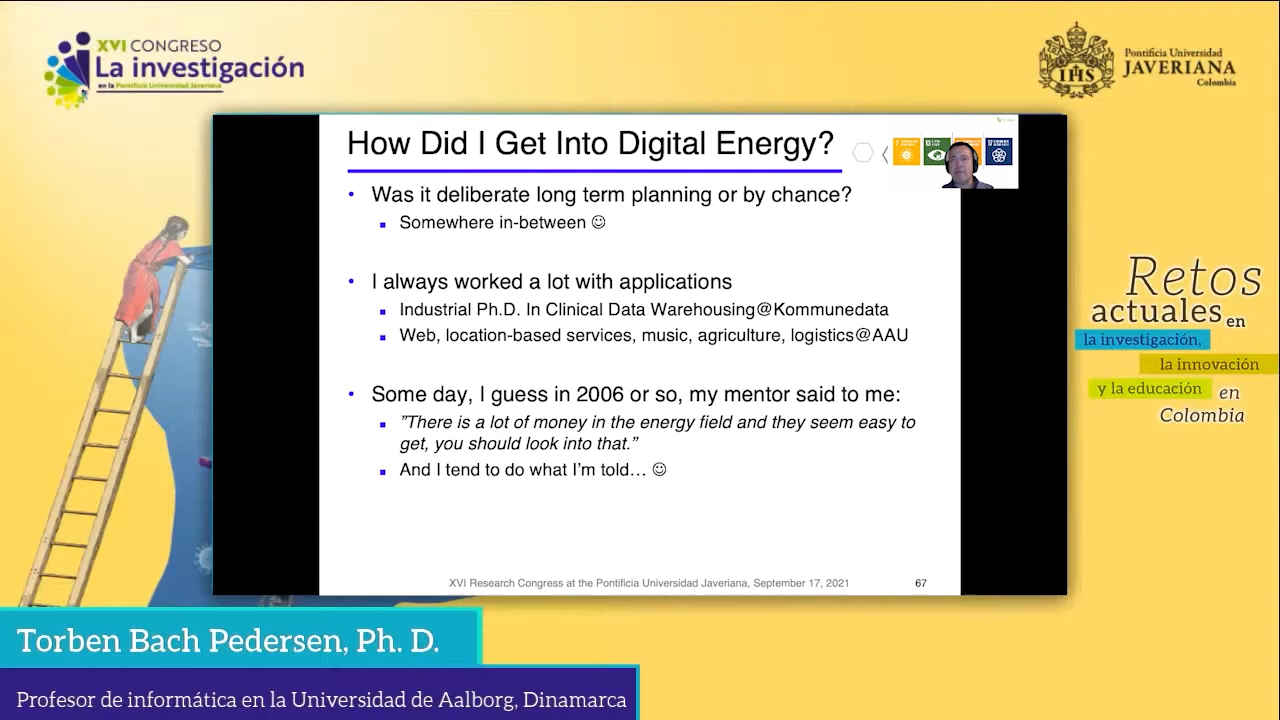 XVI CONGRESO
La investigación
en la Pontificia Universidad Javeriana
Pontificia Universidad
JAVERIANA
Colombia
IHS
How Did I Get Into Digital Energy?
• Was it deliberate long term planning or by chance?
▪ Somewhere in-between ☺
• I always worked a lot with applications
▪ Industrial Ph.D. In Clinical Data Warehousing@Kommunedata
▪ Web, location-based services, music, agriculture, logistics@AAU
• Some day, I guess in 2006 or so, my mentor said to me:
▪ ”There is a lot of money in the energy field and they seem easy to
get, you should look into that.”
▪ And I tend to do what I’m told… ☺
XVI Research Congress at the Pontificia Universidad Javeriana, September 17, 2021
67
Retos
actuales en
la investigación,
la innovación
y la educación en
Colombia
Torben Bach Pedersen, Ph. D.
Profesor de informática en la Universidad de Aalborg, Dinamarca